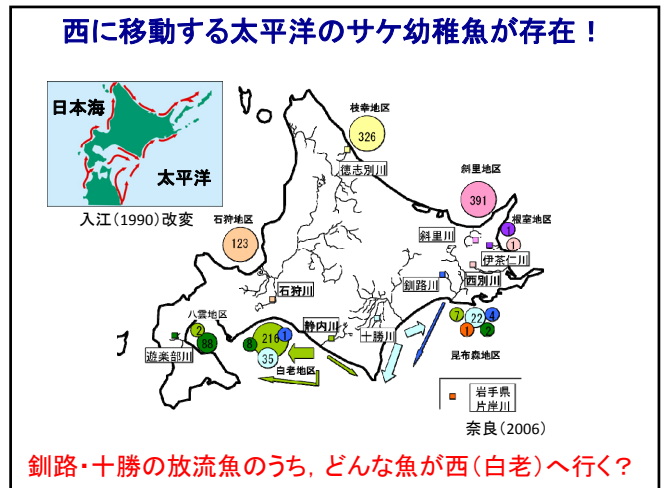 西に移動する太平洋のサケ幼稚魚が存在！
日本海
太平洋
入江（1990）改変
枝幸地区
326
徳志別川
斜里地区
391
斜里川
根室地区
1
1
伊茶仁川
西別川
石狩地区
123
石狩川
釧路川
八雲地区
2
88
遊楽部川
8
216
1
35
白老地区
静内川
十勝川
7
22
4
1
2
昆布森地区
岩手県
片岸川
奈良（2006）
釧路・十勝の放流魚のうち，どんな魚が西（白老）へ行く？